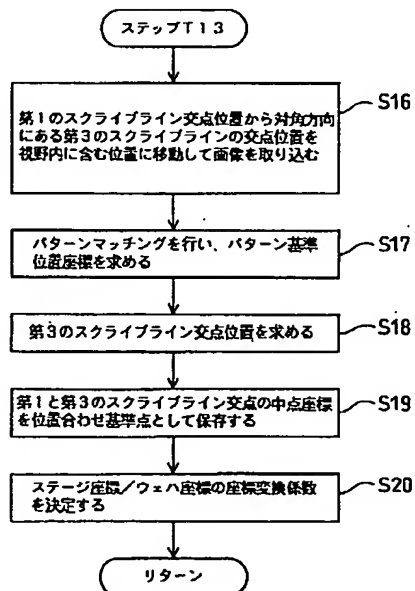 ステップT13
第1のスクライブライン交点位置から対角方向
にある第3のスクライブラインの交点位置を
視野内に含む位置に移動して画像を取り込む
S16
パターンマッチングを行い、パターン基準
位置座標を求める
S17
第3のスクライブライン交点位置を求める
S18
第1と第3のスクライブライン交点の中点座標
を位置合わせ基準点として保存する
S19
ステージ座標/ウェハ座標の座標変換係数
を決定する
S20
リターン